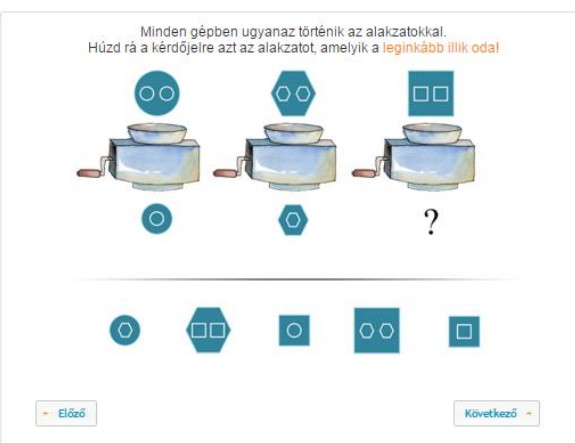 Minden gépben ugyanaz történik az alakzatokkal.
Húzd rá a kérdőjelre azt az alakzatot, amelyik a leginkább illik oda!
?
Előző
Következő